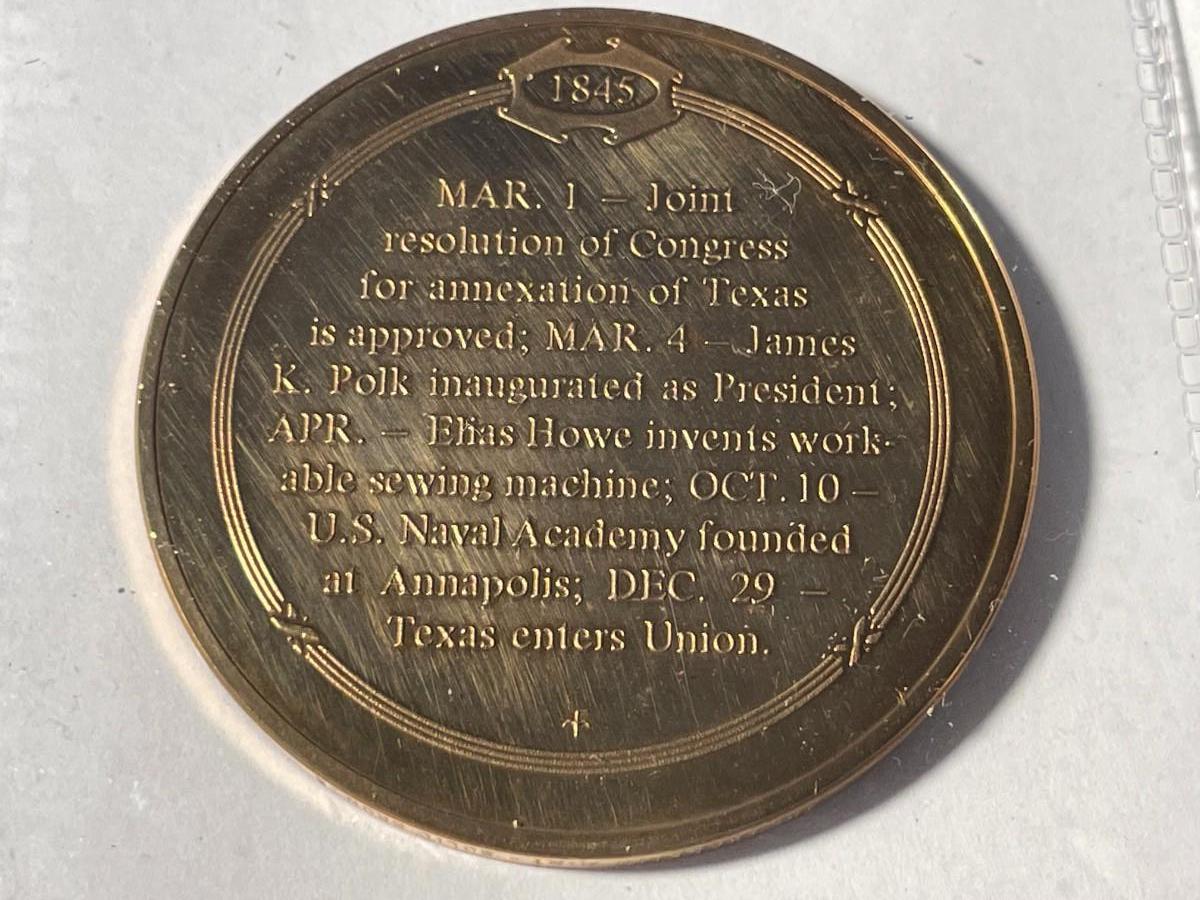 1845
MAR. 1 – Joint
resolution of Congress
for annexation of Texas
is approved; MAR. 4 – James
K. Polk inaugurated as President;
APR. – Elias Howe invents work-
able sewing machine; OCT. 10 –
U.S. Naval Academy founded
at Annapolis; DEC. 29 –
Texas enters Union.